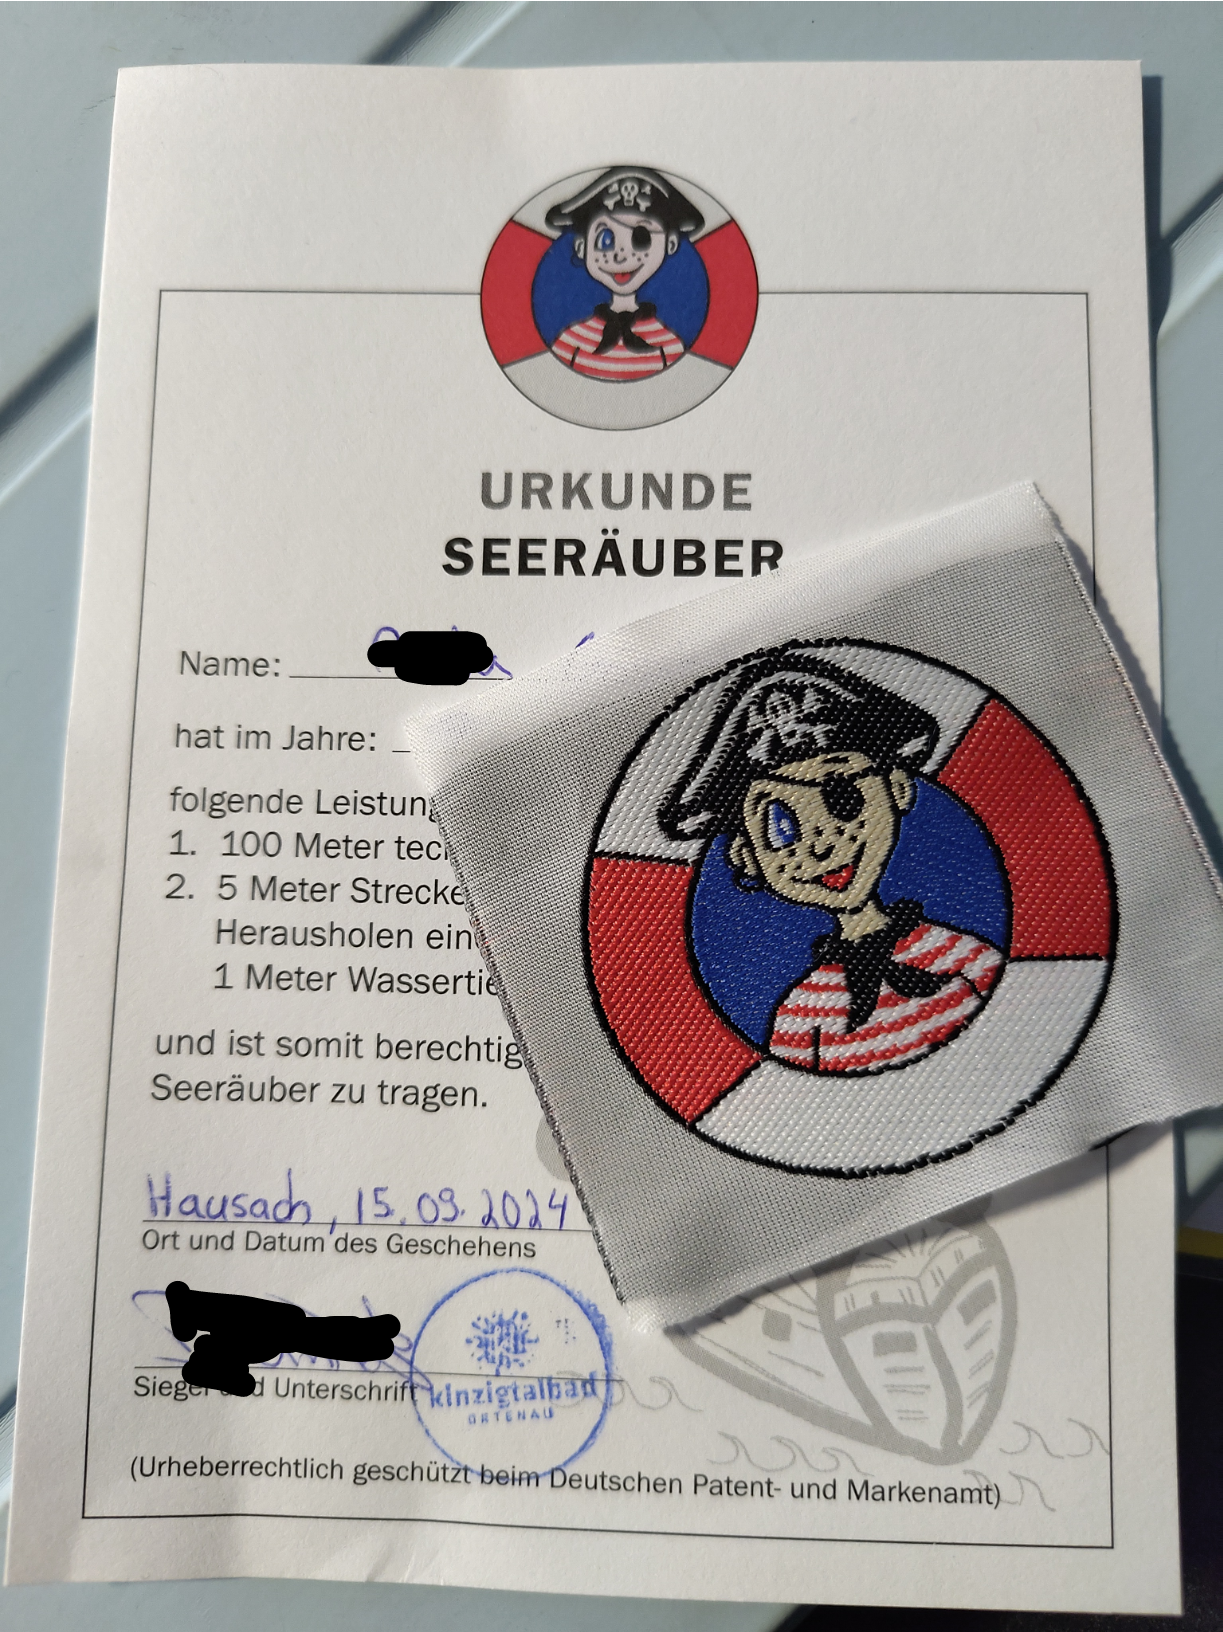 URKUNDE
SEERÄUBER
Name:
hat im Jahre:
folgende Leistung
1. 100 Meter tec
2. 5 Meter Strecke
Herausholen ein
1 Meter Wassertie
und ist somit berechtig
Seeräuber zu tragen.
Hausach, 15.09.2024
Ort und Datum des Geschehens
Siegel und Unterschrift
kinzigtalbad
ORTENAU
(Urheberrechtlich geschützt beim Deutschen Patent- und Markenamt)